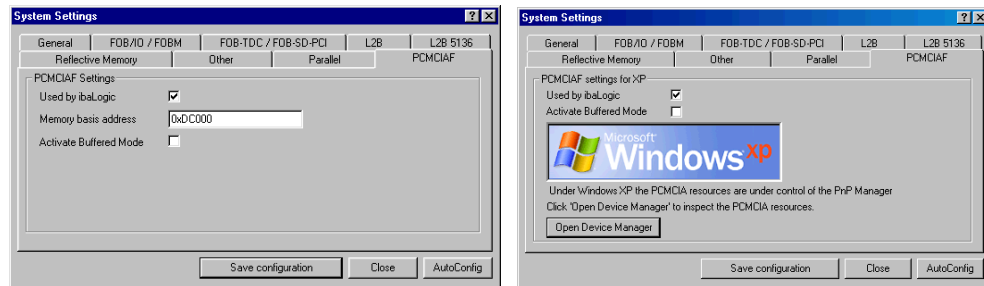 System Settings
General FOB/IO / FOBM FOB-TDC / FOB-SD-PCI L2B L2B 5136
Reflective Memory Other Parallel PCMCIAF
PCMCIAF Settings
Used by ibaLogic
Memory basis address 0xDC000
Activate Buffered Mode
Save configuration Close AutoConfig
System Settings
General FOB/IO / FOBM FOB-TDC / FOB-SD-PCI L2B L2B 5136
Reflective Memory Other Parallel PCMCIAF
PCMCIAF settings for XP
Used by ibaLogic
Activate Buffered Mode
Microsoft
Windows xp
Under Windows XP the PCMCIA resources are under control of the PnP Manager
Click 'Open Device Manager' to inspect the PCMCIA resources.
Open Device Manager
Save configuration Close AutoConfig